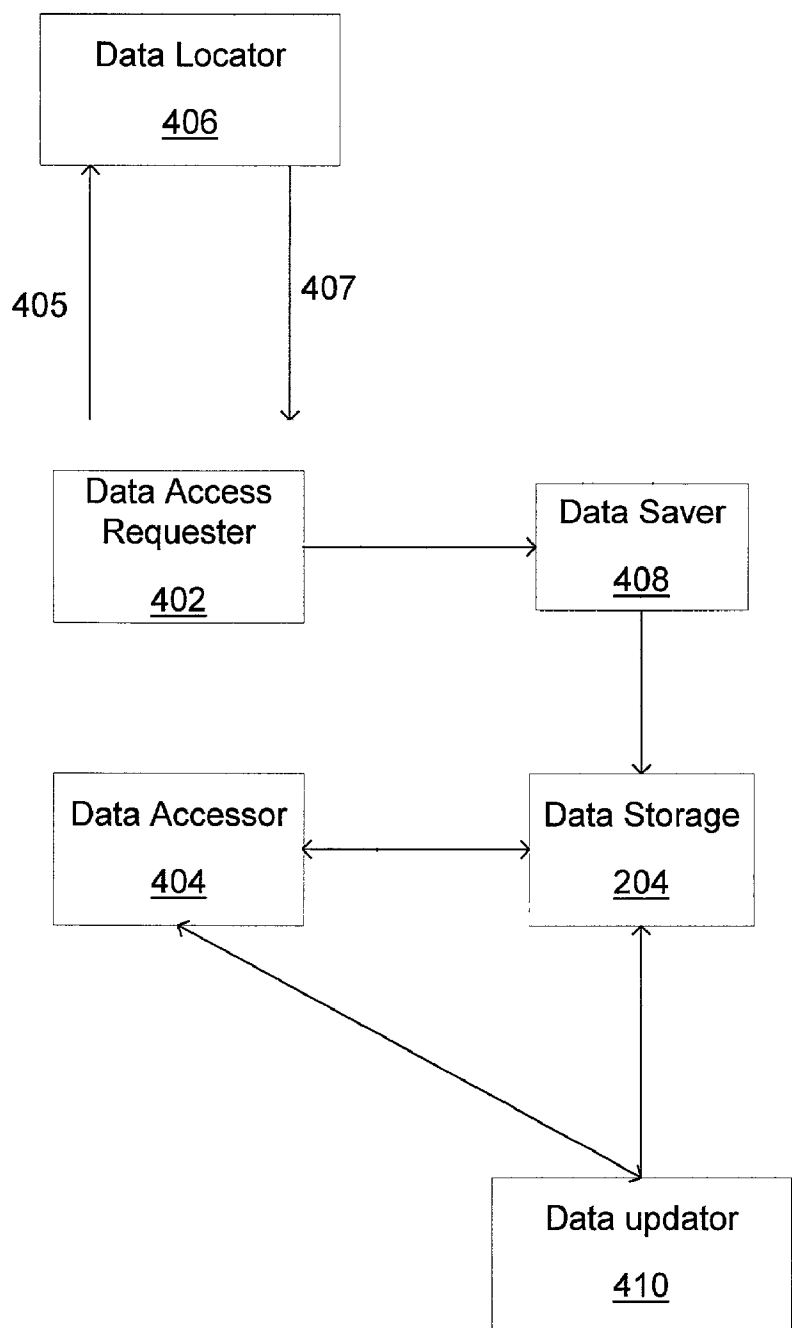 Data Locator
406
405
407
Data Access
Requester
402
Data Saver
408
Data Accessor
404
Data Storage
204
Data updator
410